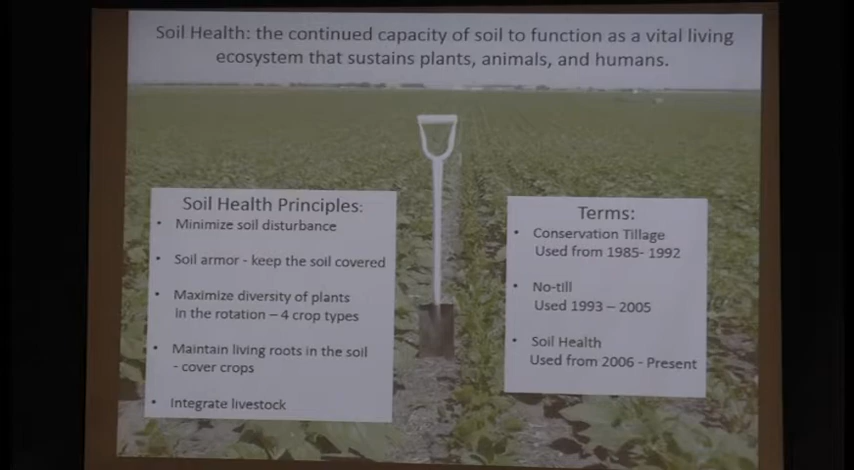 Soil Health: the continued capacity of soil to function as a vital living
ecosystem that sustains plants, animals, and humans.
Soil Health Principles:
• Minimize soil disturbance
• Soil armor - keep the soil covered
• Maximize diversity of plants
in the rotation – 4 crop types
• Maintain living roots in the soil
- cover crops
• Integrate livestock
Terms:
• Conservation Tillage
Used from 1985- 1992
• No-till
Used 1993 – 2005
• Soil Health
Used from 2006 - Present